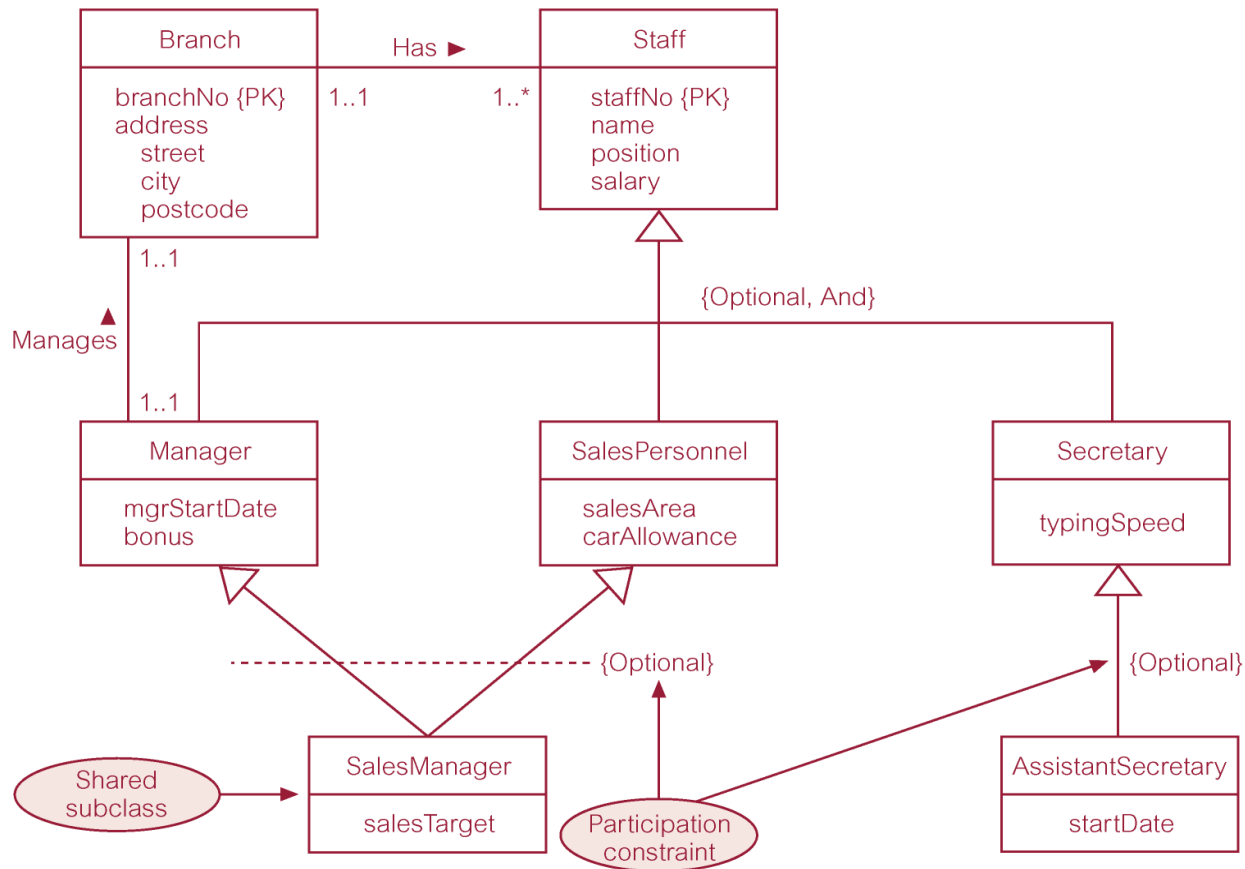 Branch
Has ►
Staff
branchNo {PK}
address
street
city
postcode
1..1
1..*
staffNo {PK}
name
position
salary
1..1
{Optional, And}
▲
Manages
1..1
Manager
mgrStartDate
bonus
SalesPersonnel
salesArea
carAllowance
Secretary
typingSpeed
{Optional}
{Optional}
Shared
subclass
SalesManager
salesTarget
Participation
constraint
AssistantSecretary
startDate